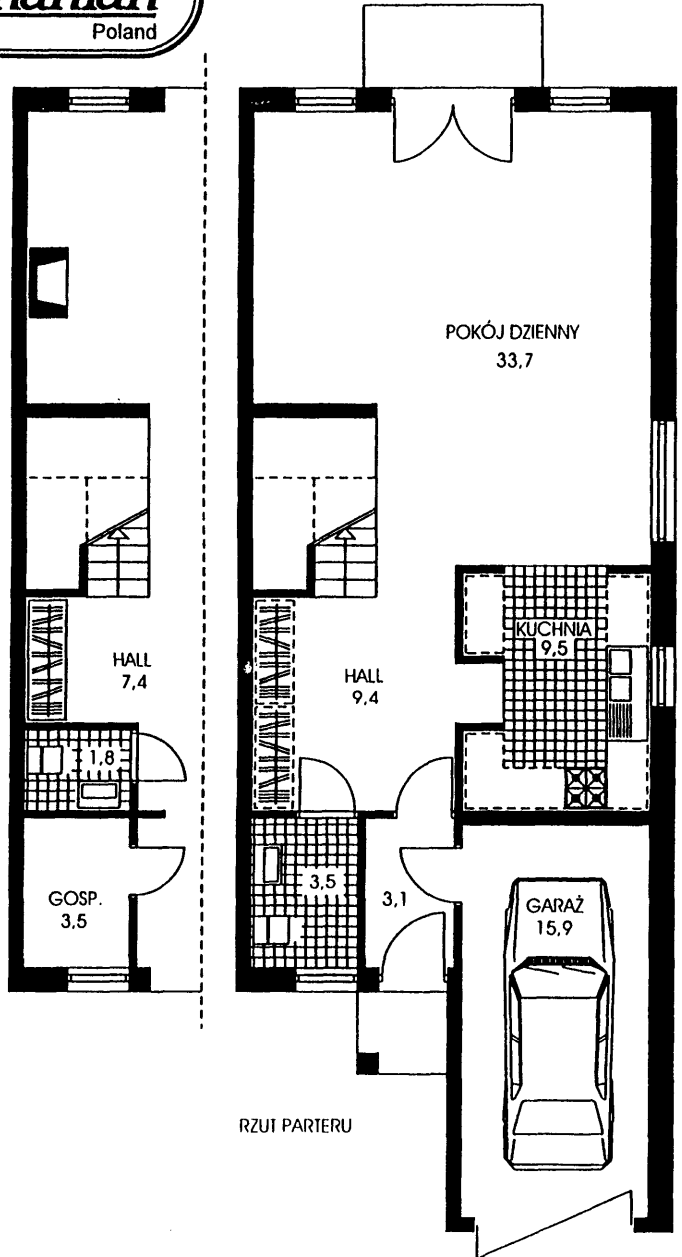 Poland
POKÓJ DZIENNY
33,7
KUCHNIA
9,5
HALL
7,4
HALL
9,4
1,8
3,5
3,1
GOSP.
3,5
GARAŻ
15,9
RZUT PARTERU